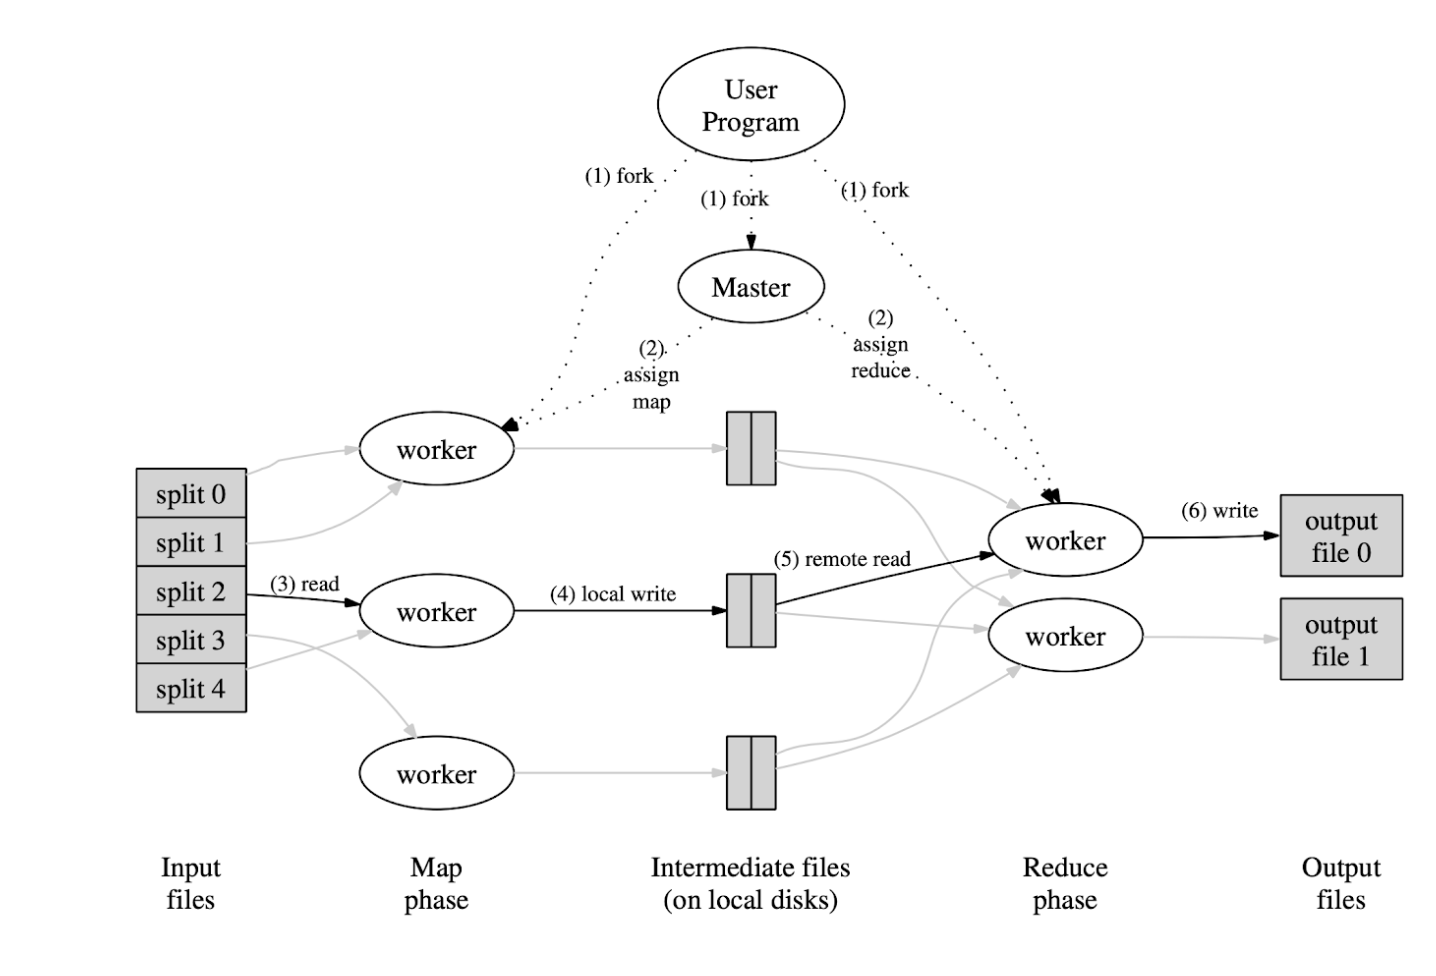 User
Program
(1) fork
(1) fork
(1) fork
Master
(2)
assign
map
(2)
assign
reduce
worker
split 0
split 1
split 2
split 3
split 4
(3) read
worker
(4) local write
(5) remote read
worker
(6) write
output
file 0
worker
output
file 1
worker
Input
files
Map
phase
Intermediate files
(on local disks)
Reduce
phase
Output
files